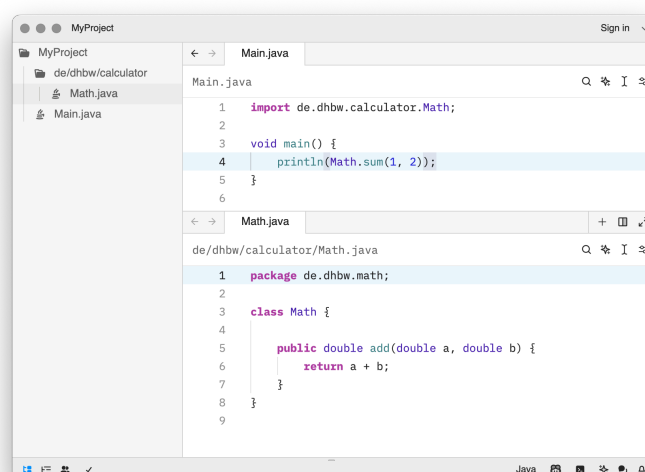 MyProject
Sign in
MyProject
de/dhbw/calculator
Math.java
Main.java
Main.java
Main.java
1 import de.dhbw.calculator.Math;
2
3 void main() {
4 println(Math.sum(1, 2));
5 }
6
Math.java
de/dhbw/calculator/Math.java
1 package de.dhbw.math;
2
3 class Math {
4
5 public double add(double a, double b) {
6 return a + b;
7 }
8 }
9
Java